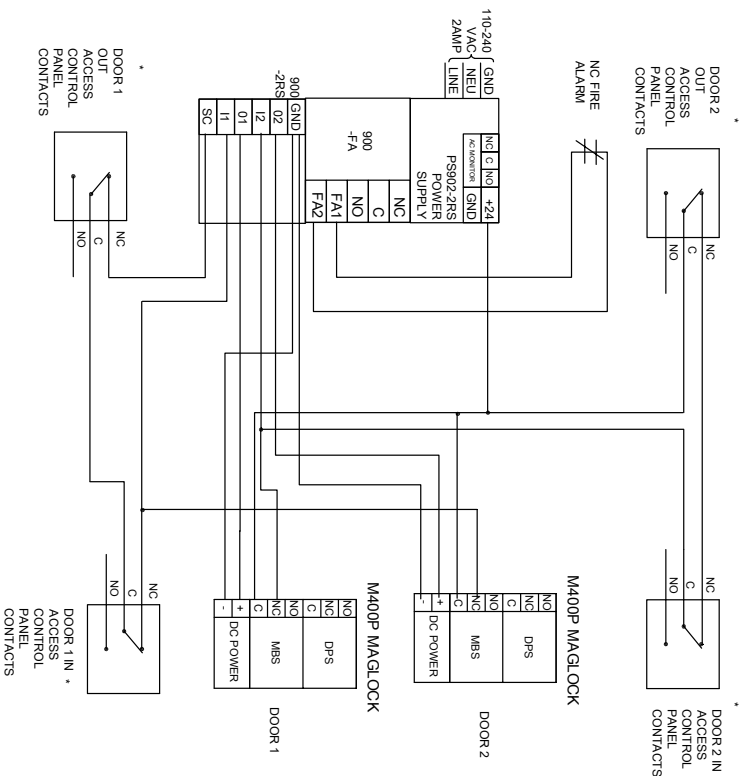 *
DOOR 2 IN
ACCESS
CONTROL
PANEL
CONTACTS
NO
C
NC
DOOR 2
M400P MAGLOCK
DPS
MBS
DC POWER
NO
NC
C
NO
NC
C
+
-
DOOR 1
M400P MAGLOCK
DPS
MBS
DC POWER
NO
NC
C
NO
NC
C
+
-
DOOR 1 IN *
ACCESS
CONTROL
PANEL
CONTACTS
NC
C
NO
*
DOOR 2
OUT
ACCESS
CONTROL
PANEL
CONTACTS
NC
C
NO
NC FIRE
ALARM
110-240
VAC
2AMP
GND
NEU
LINE
NC
C
NO
AC MONITOR
+24
GND
PS902-2RS
POWER
SUPPLY
900
-FA
NC
C
NO
FA1
FA2
900
-2RS
GND
02
I2
01
I1
SC
*
DOOR 1
OUT
ACCESS
CONTROL
PANEL
CONTACTS
NC
C
NO